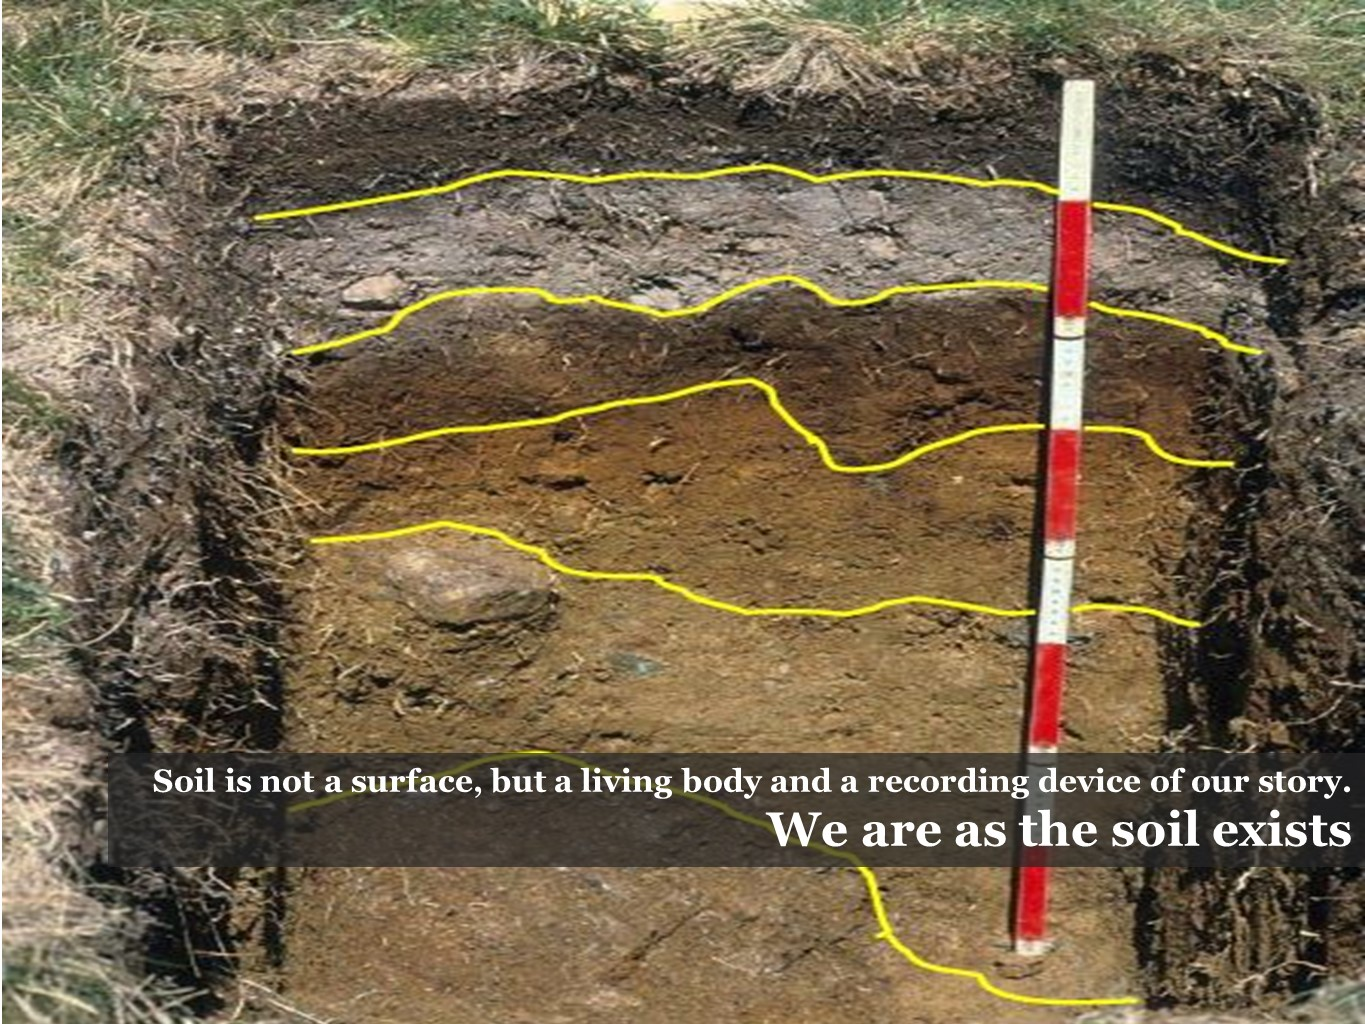 Soil is not a surface, but a living body and a recording device of our story.
We are as the soil exists